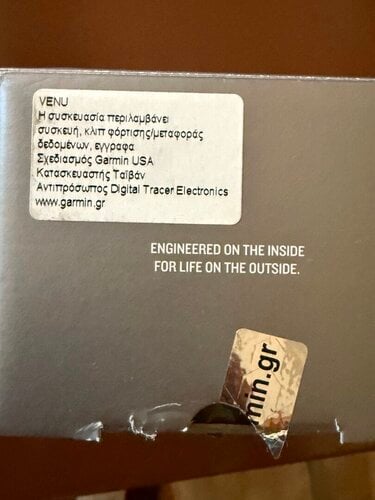 VENU
Η συσκευασία περιλαμβάνει
συσκευή, κλιπ φόρτισης/μεταφοράς
δεδομένων, εγγραφα
Σχεδιασμός Garmin USA
Κατασκευαστής Ταϊβάν
Αντιπρόσωπος Digital Tracer Electronics
www.garmin.gr
ENGINEERED ON THE INSIDE
FOR LIFE ON THE OUTSIDE.
min.gr